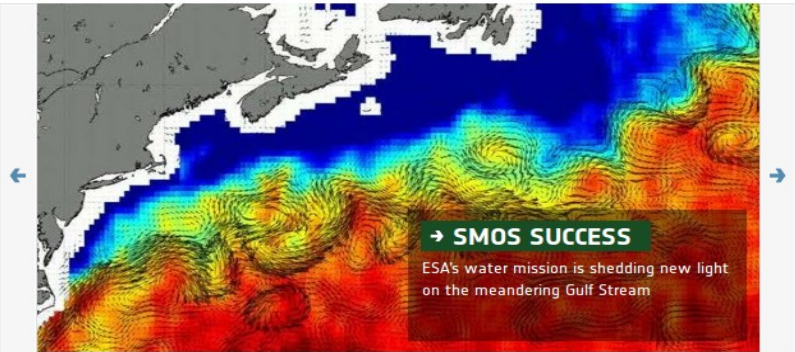 → SMOS SUCCESS
ESA's water mission is shedding new light
on the meandering Gulf Stream